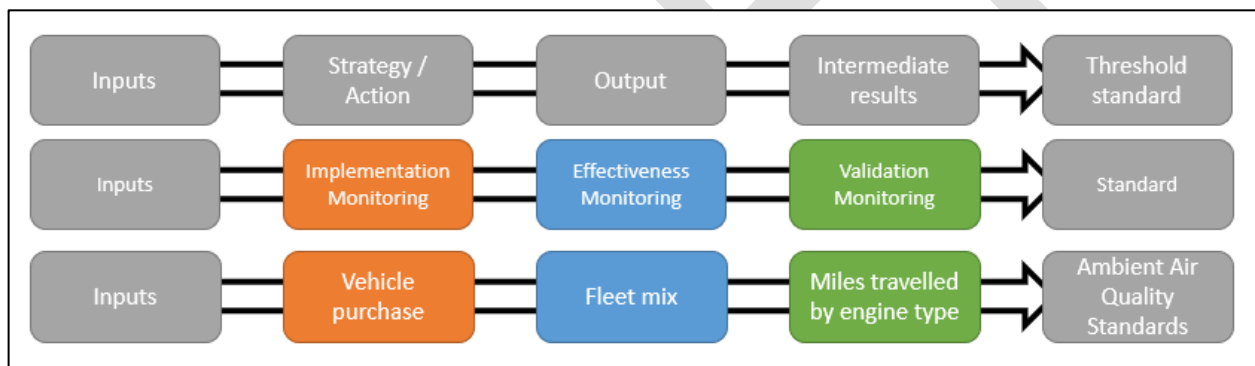 Inputs
Strategy /
Action
Output
Intermediate
results
Threshold
standard
Inputs
Implementation
Monitoring
Effectiveness
Monitoring
Validation
Monitoring
Standard
Inputs
Vehicle
purchase
Fleet mix
Miles travelled
by engine type
Ambient Air
Quality
Standards